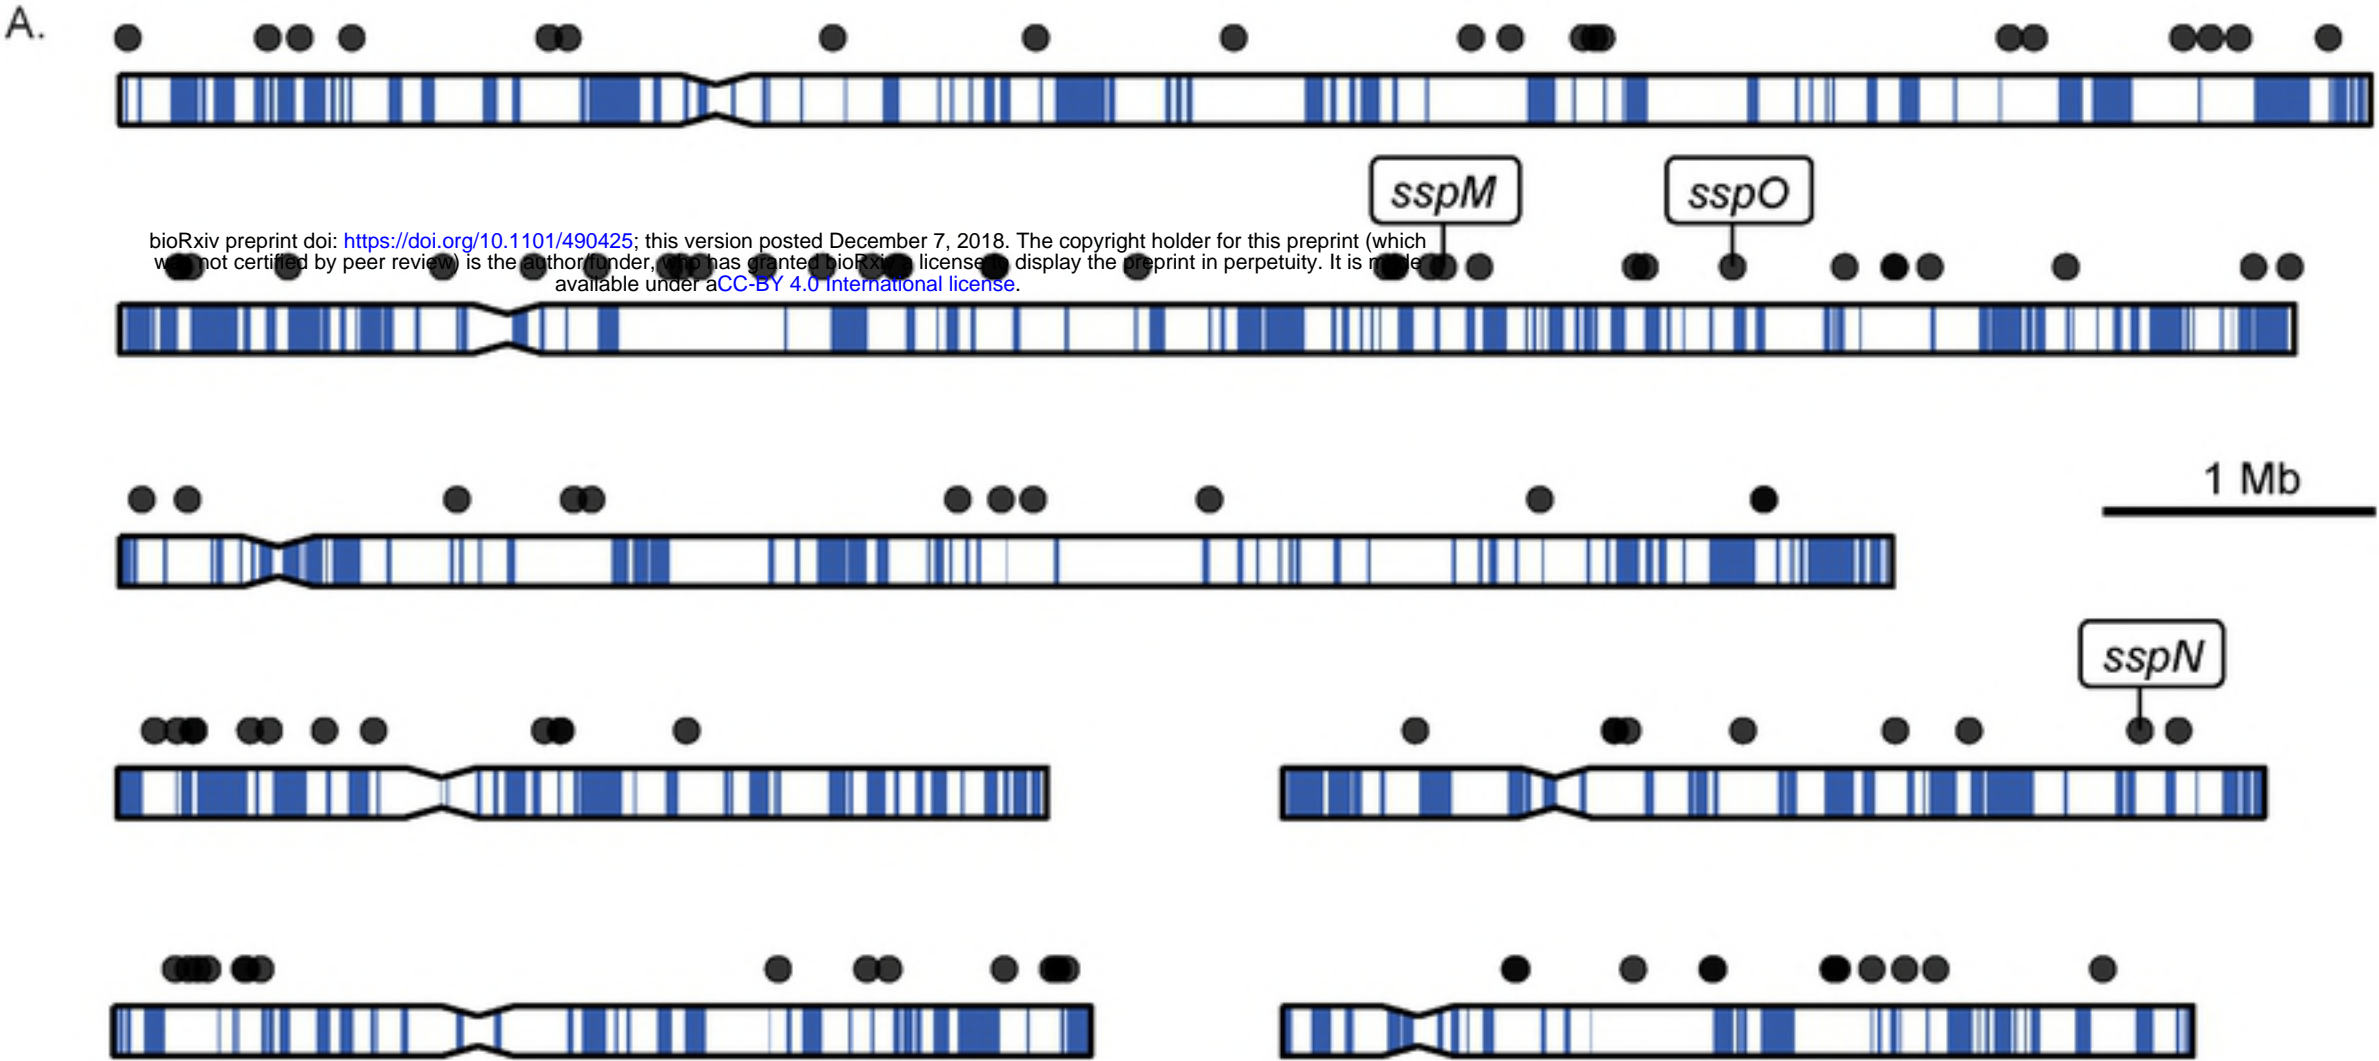 A.
sspM
sspO
bioRxiv preprint doi: https://doi.org/10.1101/490425; this version posted December 7, 2018. The copyright holder for this preprint (which
was not certified by peer review) is the author/funder, who has granted bioRxiv a license to display the preprint in perpetuity. It is made
available under aCC-BY 4.0 International license.
1 Mb
sspN